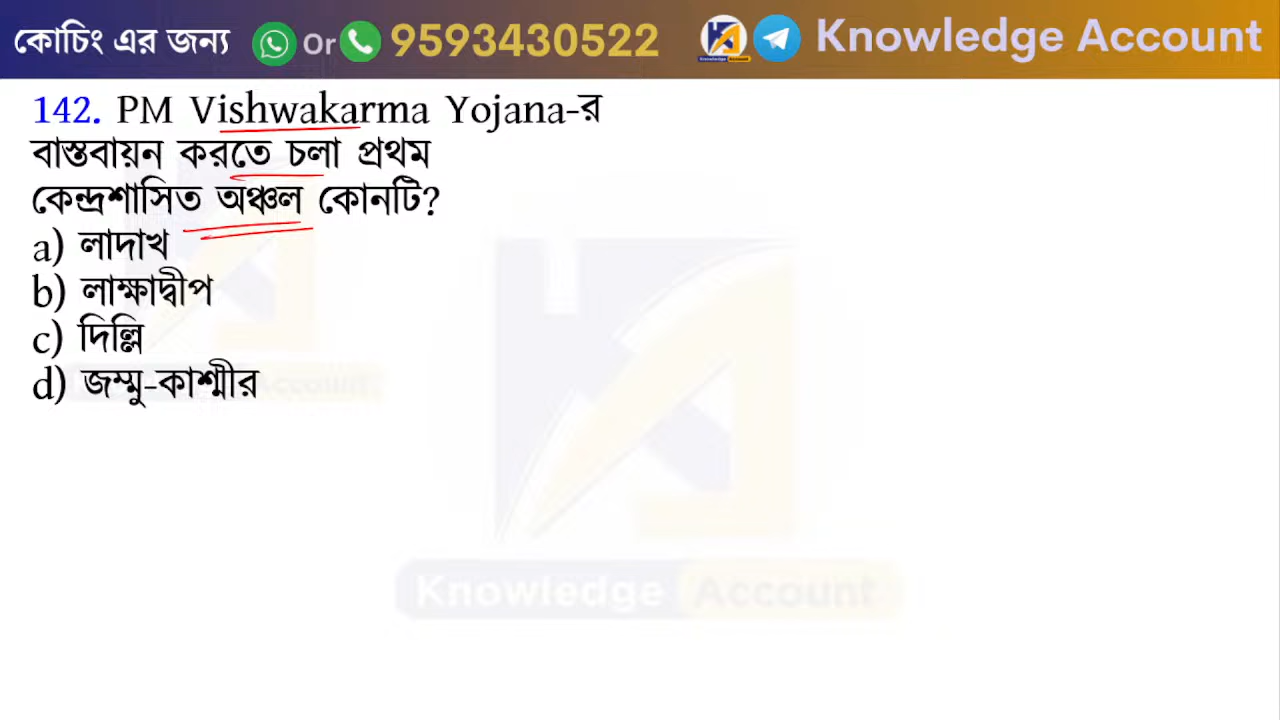 কোচিং এর জন্য Or 9593430522 Knowledge Account
142. PM Vishwakarma Yojana-র
বাস্তবায়ন করতে চলা প্রথম
কেন্দ্রশাসিত অঞ্চল কোনটি?
a) লাদাখ
b) লাক্ষাদ্বীপ
c) দিল্লি
d) জম্মু-কাশ্মীর
Knowledge Account